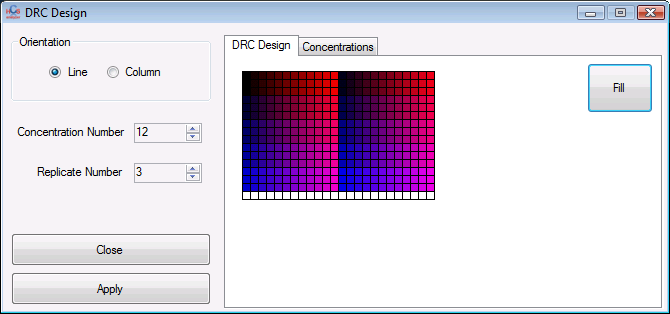 DRC Design
Orientation
Line
Column
Concentration Number 12
Replicate Number 3
Close
Apply
DRC Design
Concentrations
Fill